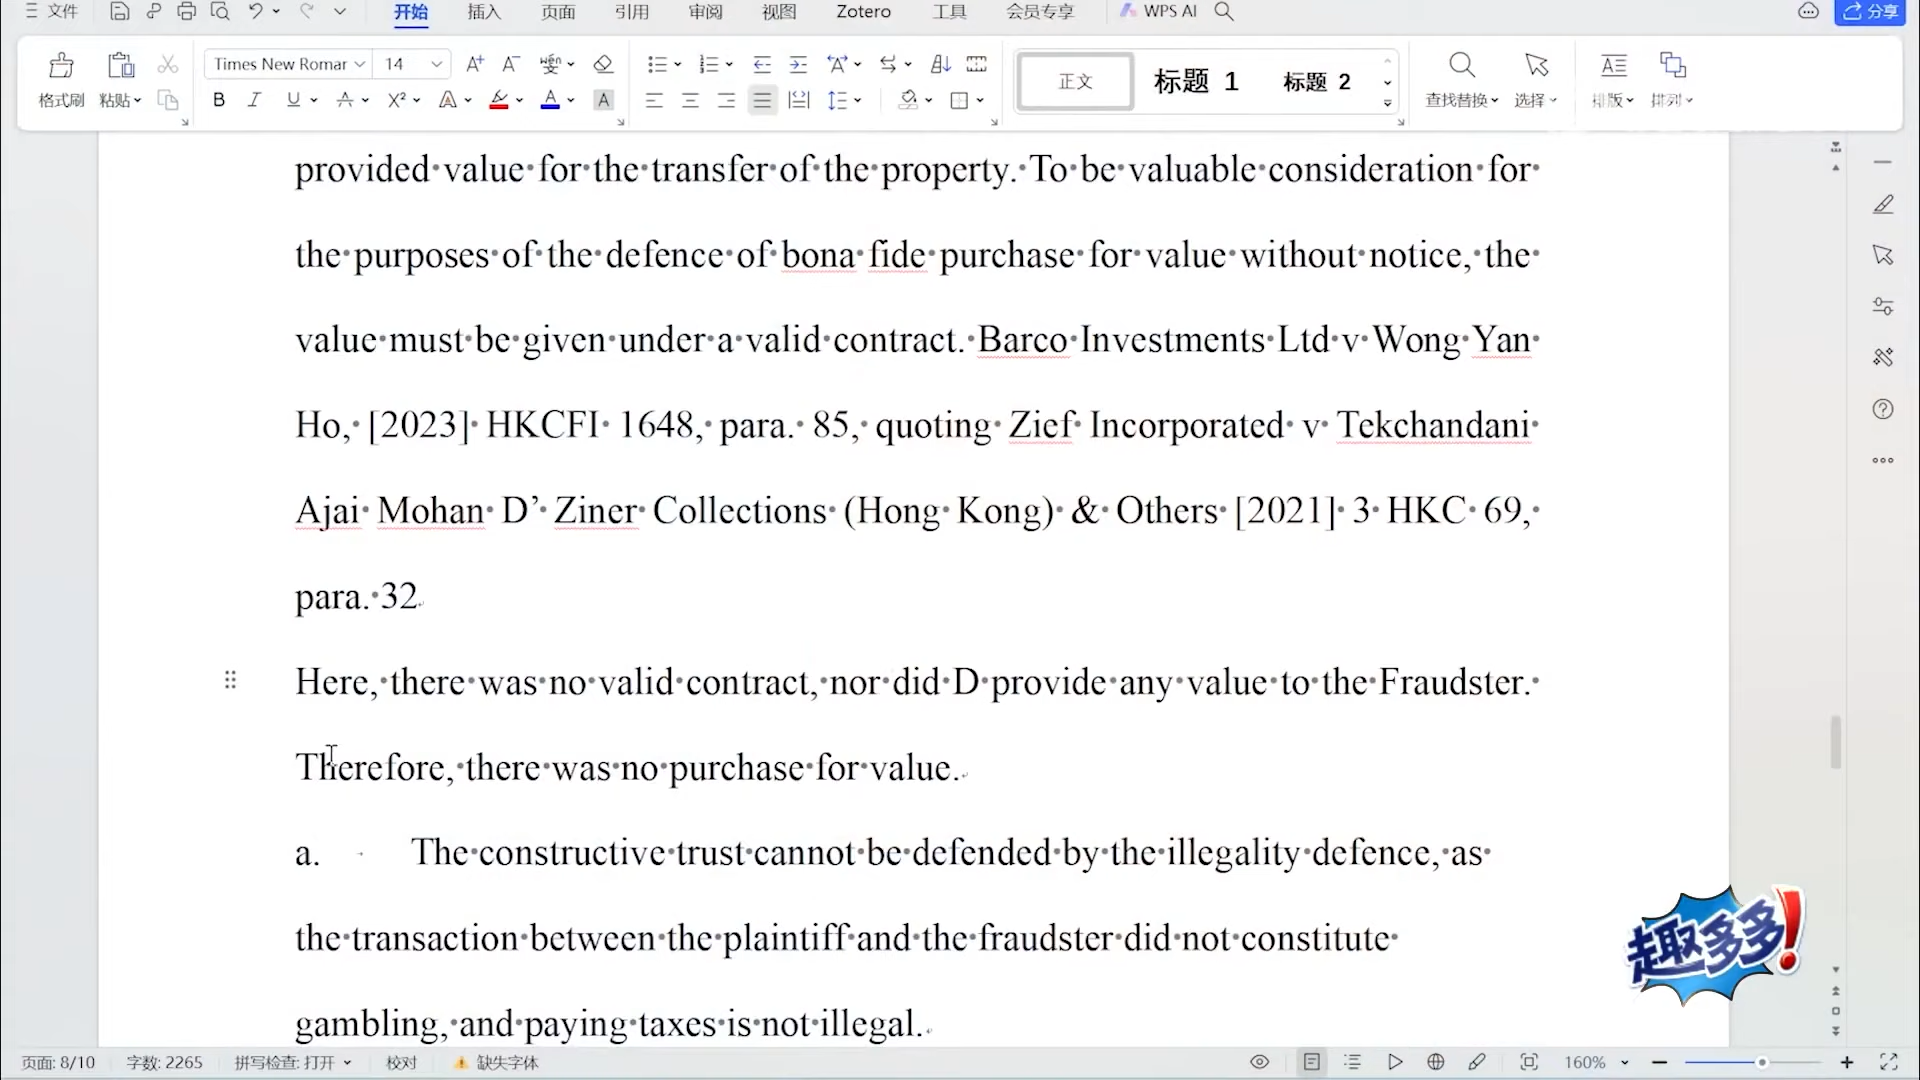 文件 开始 插入 页面 引用 审阅 视图 Zotero 工具 会员专享 WPS AI 分享
Times New Romar 14
格式刷 粘贴 正文 标题 1 标题 2 查找替换 选择 排版 排列
provided value for the transfer of the property. To be valuable consideration for
the purposes of the defence of bona fide purchase for value without notice, the
value must be given under a valid contract. Barco Investments Ltd v Wong Yan
Ho, [2023] HKCFI 1648, para. 85, quoting Zief Incorporated v Tekchandani
Ajai Mohan D’ Ziner Collections (Hong Kong) & Others [2021] 3 HKC 69,
para. 32
Here, there was no valid contract, nor did D provide any value to the Fraudster.
Therefore, there was no purchase for value.
a. The constructive trust cannot be defended by the illegality defence, as
the transaction between the plaintiff and the fraudster did not constitute
gambling, and paying taxes is not illegal.
趣多多!
页面: 8/10 字数: 2265 拼写检查: 打开 校对 缺失字体 160%